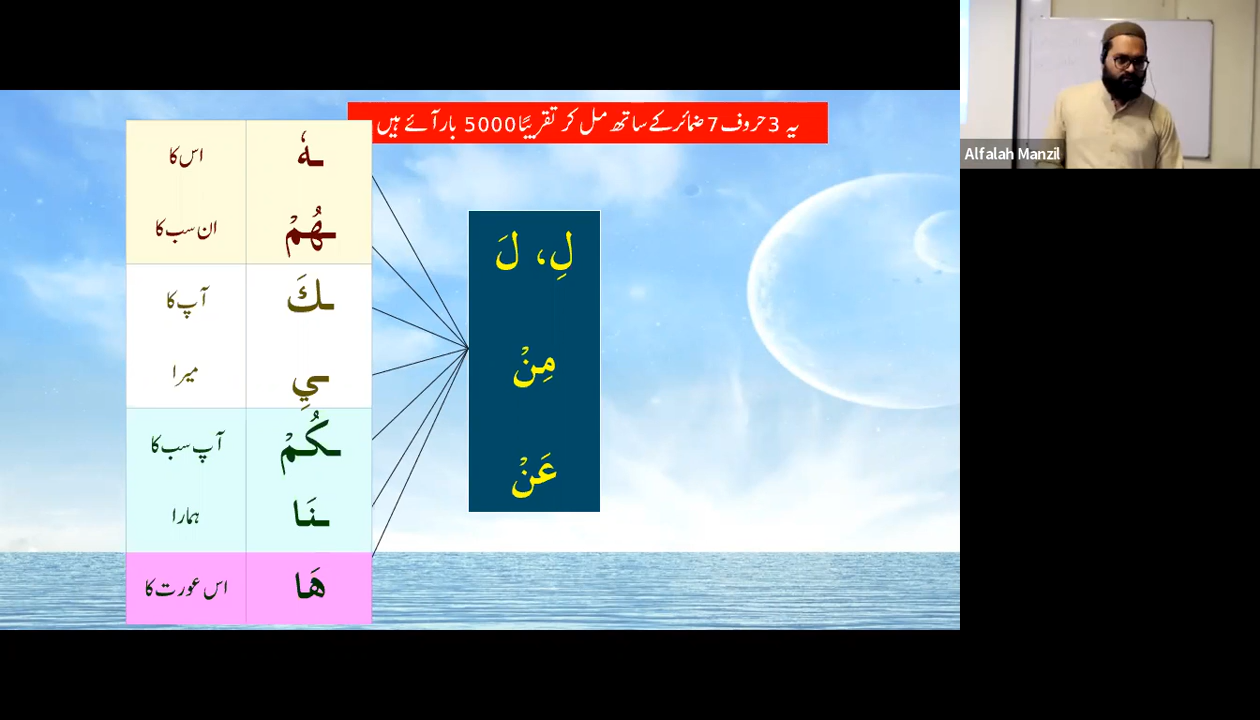 یہ 3 حروف 7 ضمائر کے ساتھ مل کر تقریبًا 5000 بار آئے ہیں
ـهٗ اس کا
ـهُمْ ان سب کا
ـكَ آپ کا
ـيِ میرا
ـكُمْ آپ سب کا
ـنَا ہمارا
هَا اس عورت کا
لِ، لَ
مِنْ
عَنْ
Alfalah Manzil